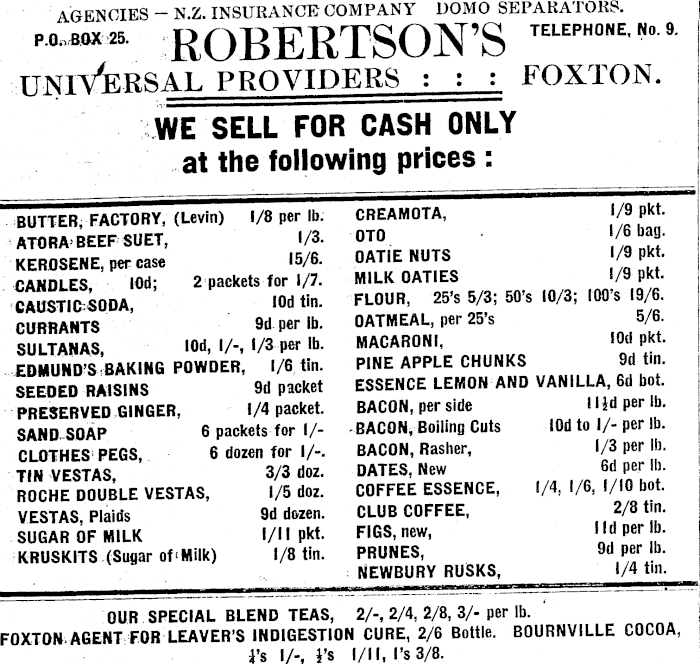 AGENCIES — N.Z. INSURANCE COMPANY DOMO SEPARATORS.
P.O. BOX 25. ROBERTSON'S TELEPHONE, No. 9.
UNIVERSAL PROVIDERS : : : FOXTON.
WE SELL FOR CASH ONLY
at the following prices :
BUTTER, FACTORY, (Levin) 1/8 per lb.
ATORA BEEF SUET, 1/3.
KEROSENE, per case 15/6.
CANDLES, 10d; 2 packets for 1/7.
CAUSTIC SODA, 10d tin.
CURRANTS 9d per lb.
SULTANAS, 10d, 1/-, 1/3 per lb.
EDMUND'S BAKING POWDER, 1/6 tin.
SEEDED RAISINS 9d packet
PRESERVED GINGER, 1/4 packet.
SAND SOAP 6 packets for 1/-
CLOTHES PEGS, 6 dozen for 1/-.
TIN VESTAS, 3/3 doz.
ROCHE DOUBLE VESTAS, 1/5 doz.
VESTAS, Plaids 9d dozen.
SUGAR OF MILK 1/11 pkt.
KRUSKITS (Sugar of Milk) 1/8 tin.
CREAMOTA, 1/9 pkt.
OTO 1/6 bag.
OATIE NUTS 1/9 pkt.
MILK OATIES 1/9 pkt.
FLOUR, 25's 5/3; 50's 10/3; 100's 19/6.
OATMEAL, per 25's 5/6.
MACARONI, 10d pkt.
PINE APPLE CHUNKS 9d tin.
ESSENCE LEMON AND VANILLA, 6d bot.
BACON, per side 11½d per lb.
BACON, Boiling Cuts 10d to 1/- per lb.
BACON, Rasher, 1/3 per lb.
DATES, New 6d per lb.
COFFEE ESSENCE, 1/4, 1/6, 1/10 bot.
CLUB COFFEE, 2/8 tin.
FIGS, new, 11d per lb.
PRUNES, 9d per lb.
NEWBURY RUSKS, 1/4 tin.
OUR SPECIAL BLEND TEAS, 2/-, 2/4, 2/8, 3/- per lb.
FOXTON AGENT FOR LEAVER'S INDIGESTION CURE, 2/6 Bottle. BOURNVILLE COCOA,
¼'s 1/-, ½'s 1/11, 1's 3/8.